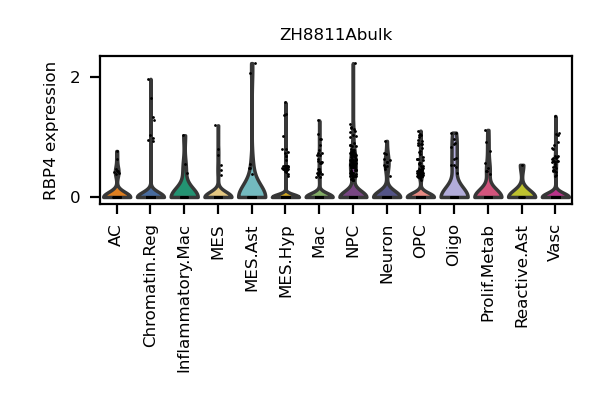 ZH8811Abulk
RBP4 expression
2
0
AC
Chromatin.Reg
Inflammatory.Mac
MES
MES.Ast
MES.Hyp
Mac
NPC
Neuron
OPC
Oligo
Prolif.Metab
Reactive.Ast
Vasc